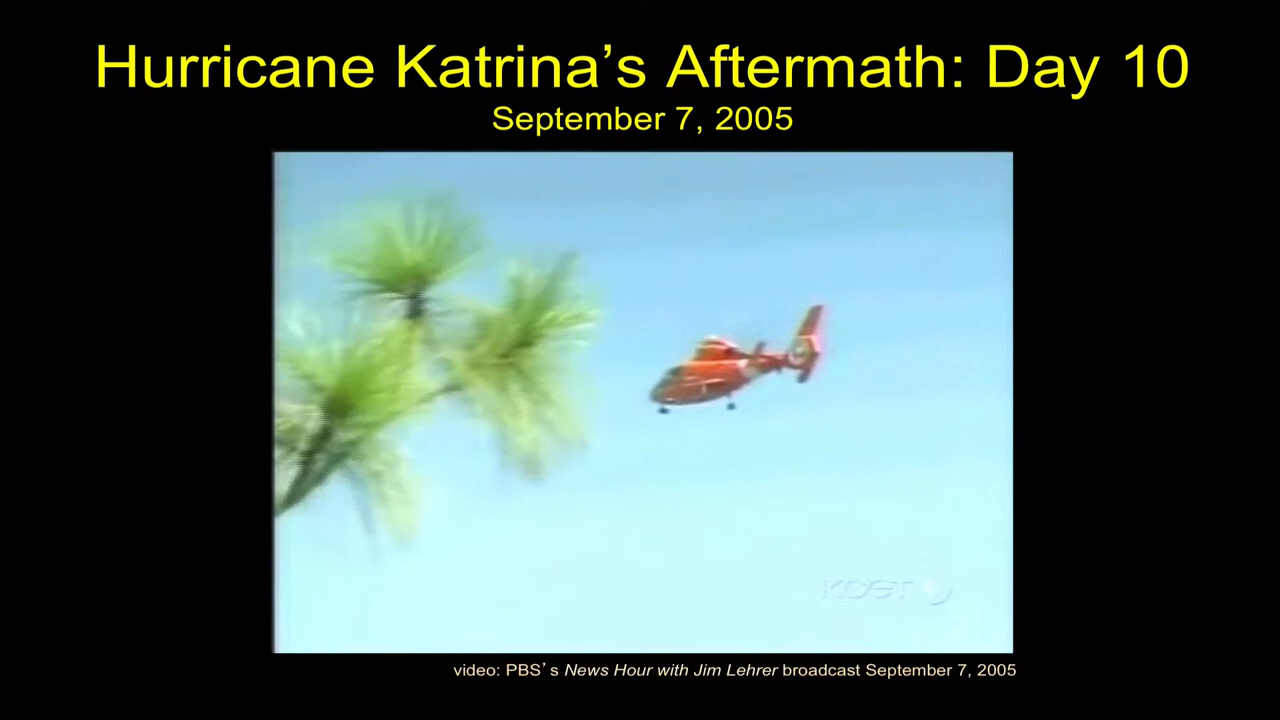 Hurricane Katrina’s Aftermath: Day 10
September 7, 2005
KCET
video: PBS’s News Hour with Jim Lehrer broadcast September 7, 2005